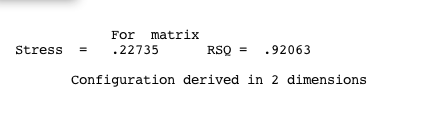 For matrix
Stress = .22735 RSQ = .92063
Configuration derived in 2 dimensions